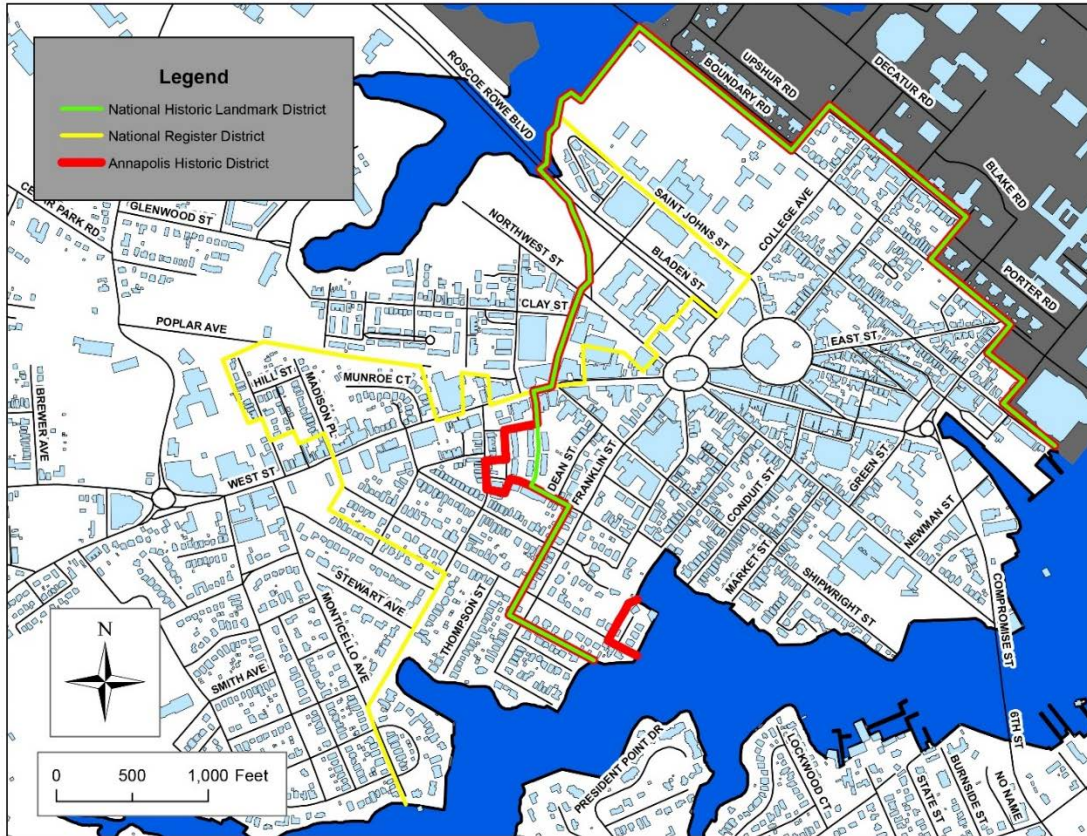 Legend
National Historic Landmark District
National Register District
Annapolis Historic District
ROSCOE ROWE BLVD
UPSHUR RD
BOUNDARY RD
DECATUR RD
BLAKE RD
PORTER RD
GLENWOOD ST
NORTHWEST ST
SAINT JOHNS ST
COLLEGE AVE
BLADEN ST
CLAY ST
POPLAR AVE
EAST ST
HILL ST
MADISON PL
MUNROE CT
BREWER AVE
WEST ST
DEAN ST
FRANKLIN ST
CONDUIT ST
GREEN ST
NEWMAN ST
MARKET ST
SHIPWRIGHT ST
COMPROMISE ST
STEWART AVE
THOMPSON ST
MONTICELLO AVE
SMITH AVE
N
0 500 1,000 Feet
PRESIDENT POINT DR
LOCKWOOD CT
STATE ST
BURNSIDE ST
6TH ST
NO NAME